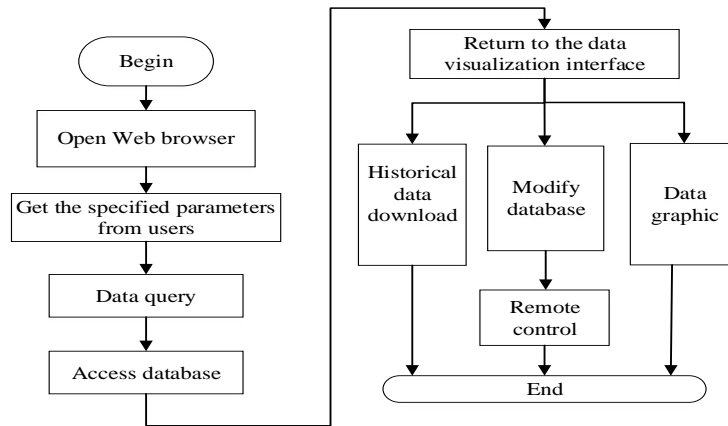 Begin
Open Web browser
Get the specified parameters
from users
Data query
Access database
Return to the data
visualization interface
Historical
data
download
Modify
database
Remote
control
Data
graphic
End